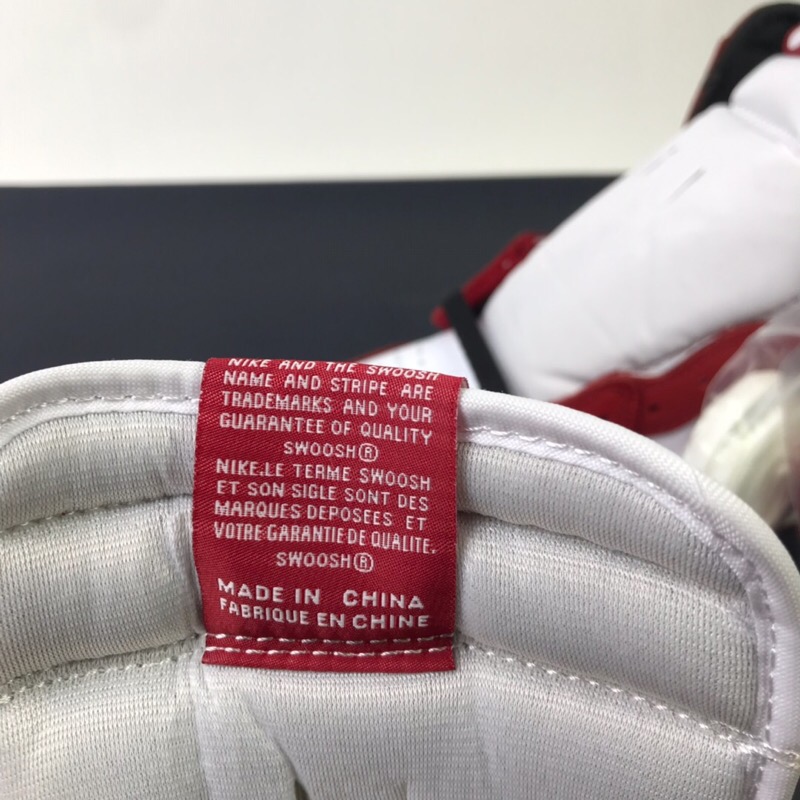 NIKE AND THE SWOOSH
NAME AND STRIPE ARE
TRADEMARKS AND YOUR
GUARANTEE OF QUALITY
SWOOSH®
NIKE.LE TERME SWOOSH
ET SON SIGLE SONT DES
MARQUES DEPOSEES ET
VOTRE GARANTIE DE QUALITE.
SWOOSH®
MADE IN CHINA
FABRIQUE EN CHINE